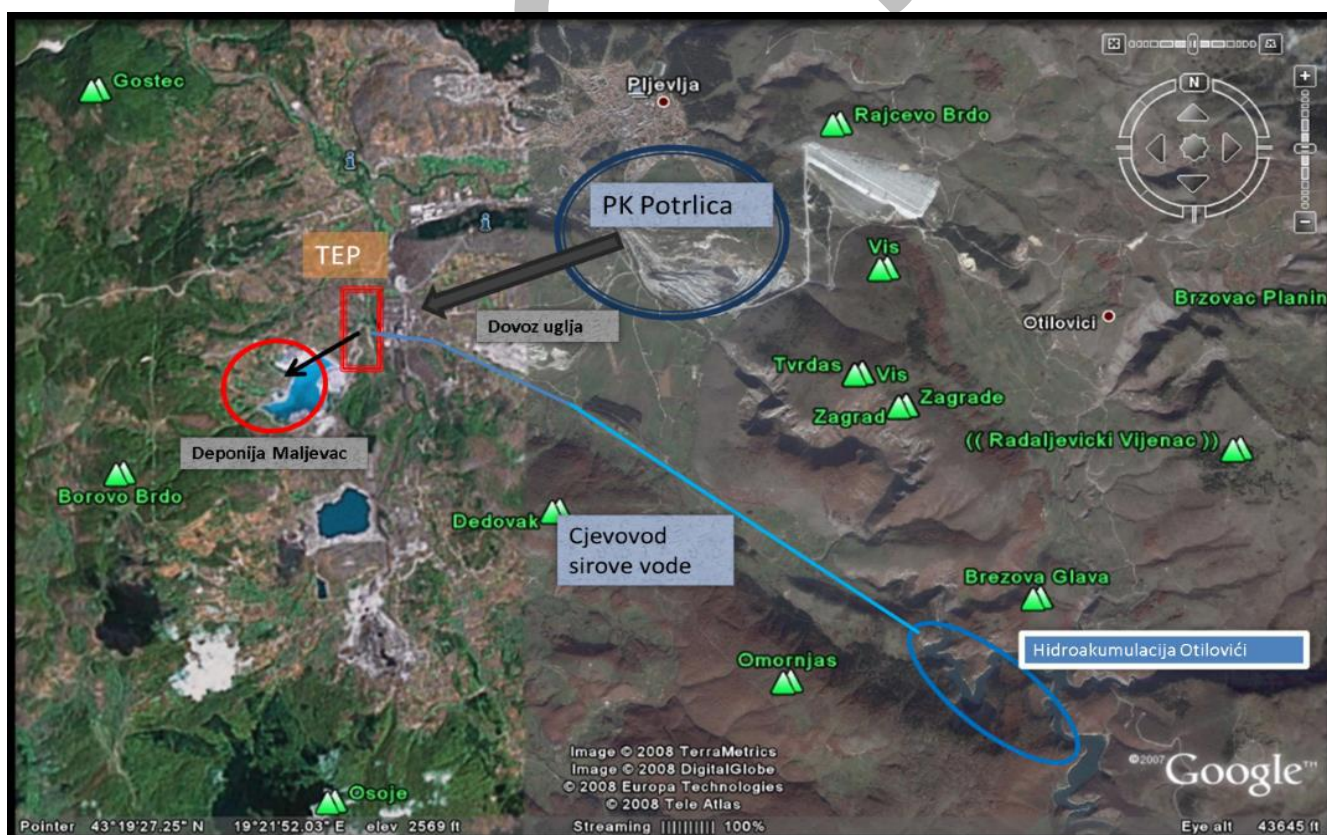 Gostec
Pljevlja
Rajcevo Brdo
N
PK Potrlica
TEP
Vis
Brzovac Planin
Otilovici
Dovoz uglja
Tvrdas
Vis
Zagrade
Zagrad
(( Radaljevicki Vijenac ))
Deponija Maljevac
Borovo Brdo
Dedovak
Cjevovod
sirove vode
Brezova Glava
Hidroakumulacija Otilovići
Omornjas
Image © 2008 TerraMetrics
Image © 2008 DigitalGlobe
© 2008 Europa Technologies
© 2008 Tele Atlas
©2007 Google™
Osoje
Pointer 43°19'27.25" N 19°21'52.03" E elev 2569 ft Streaming ||||||||| 100% Eye alt 43645 ft